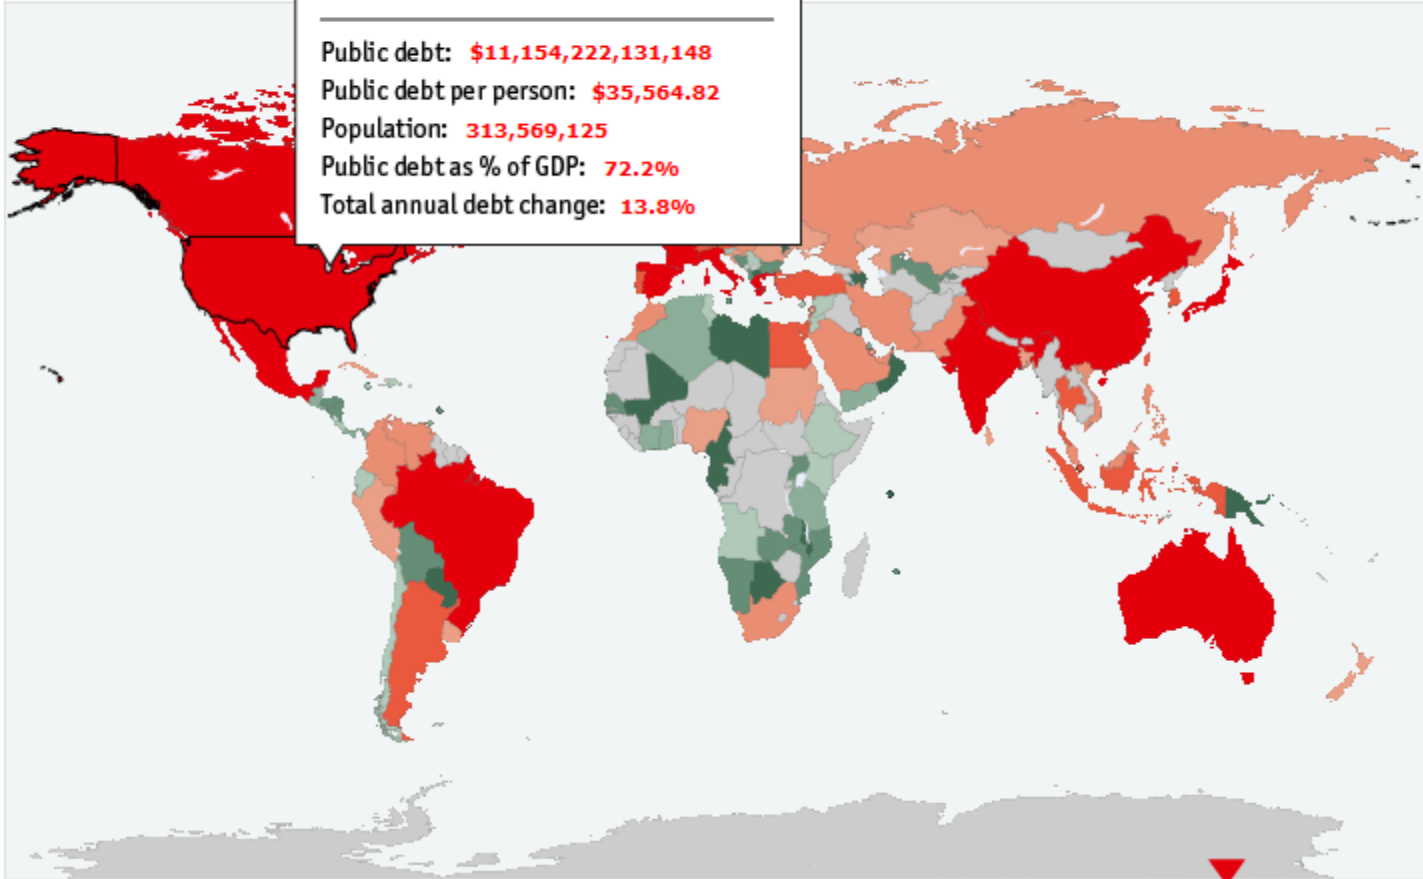 Public debt: $11,154,222,131,148
Public debt per person: $35,564.82
Population: 313,569,125
Public debt as % of GDP: 72.2%
Total annual debt change: 13.8%